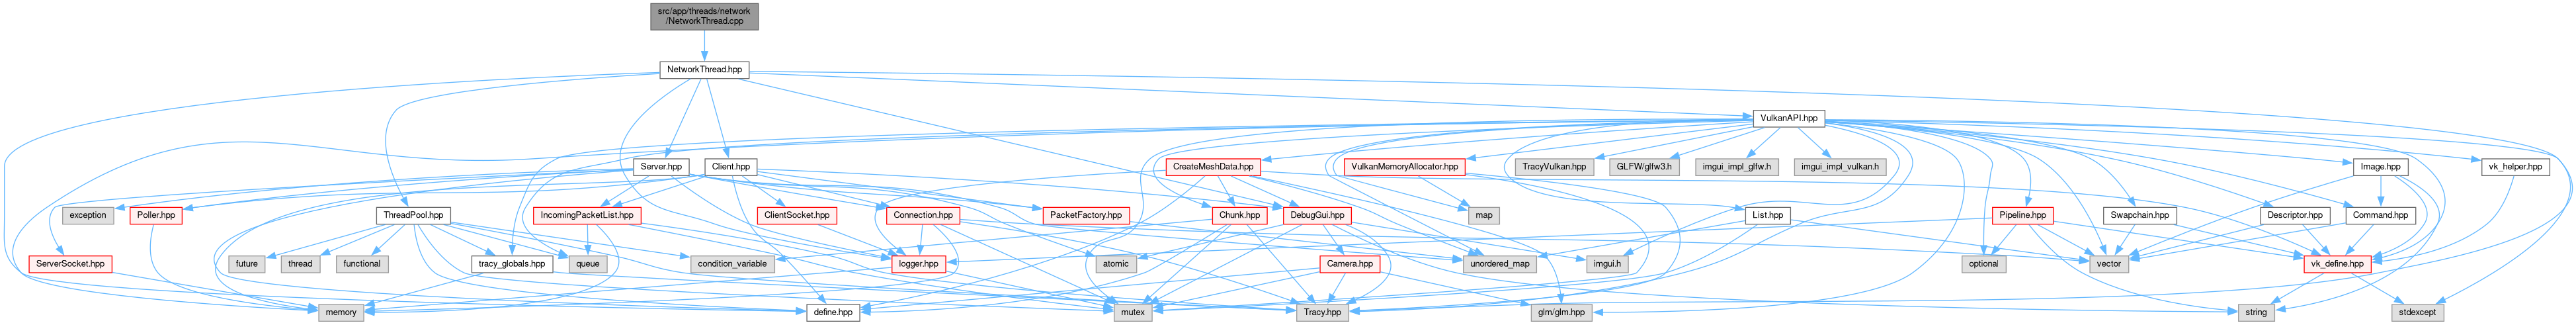 src/app/threads/network
/NetworkThread.cpp
NetworkThread.hpp
VulkanAPI.hpp
Server.hpp
Client.hpp
CreateMeshData.hpp
VulkanMemoryAllocator.hpp
TracyVulkan.hpp
GLFW/glfw3.h
imgui_impl_glfw.h
imgui_impl_vulkan.h
Image.hpp
vk_helper.hpp
exception
Poller.hpp
ThreadPool.hpp
IncomingPacketList.hpp
ClientSocket.hpp
Connection.hpp
PacketFactory.hpp
Chunk.hpp
DebugGui.hpp
map
List.hpp
Pipeline.hpp
Swapchain.hpp
Descriptor.hpp
Command.hpp
ServerSocket.hpp
future
thread
functional
tracy_globals.hpp
queue
condition_variable
logger.hpp
atomic
Camera.hpp
unordered_map
imgui.h
optional
vector
vk_define.hpp
memory
define.hpp
mutex
Tracy.hpp
glm/glm.hpp
string
stdexcept